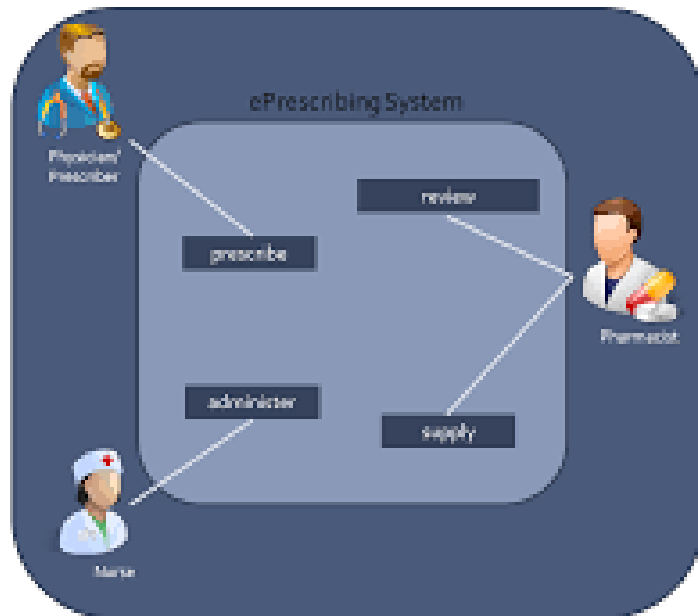 ePrescribing System
Physician/
Prescriber
review
prescribe
Pharmacist
administer
supply
Nurse